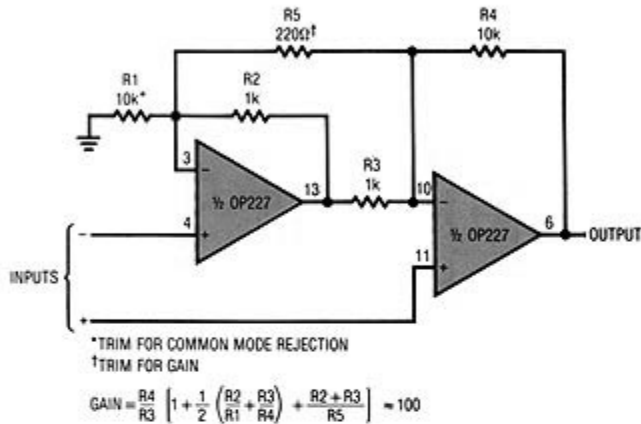 R5
220Ω†
R4
10k
R1
10k*
R2
1k
3
−
½ OP227
4
+
13
R3
1k
10
−
½ OP227
11
+
6
OUTPUT
INPUTS
−
+
*TRIM FOR COMMON MODE REJECTION
†TRIM FOR GAIN
GAIN = R4/R3 [1 + 1/2 (R2/R1 + R3/R4) + R2 + R3/R5] ≈ 100